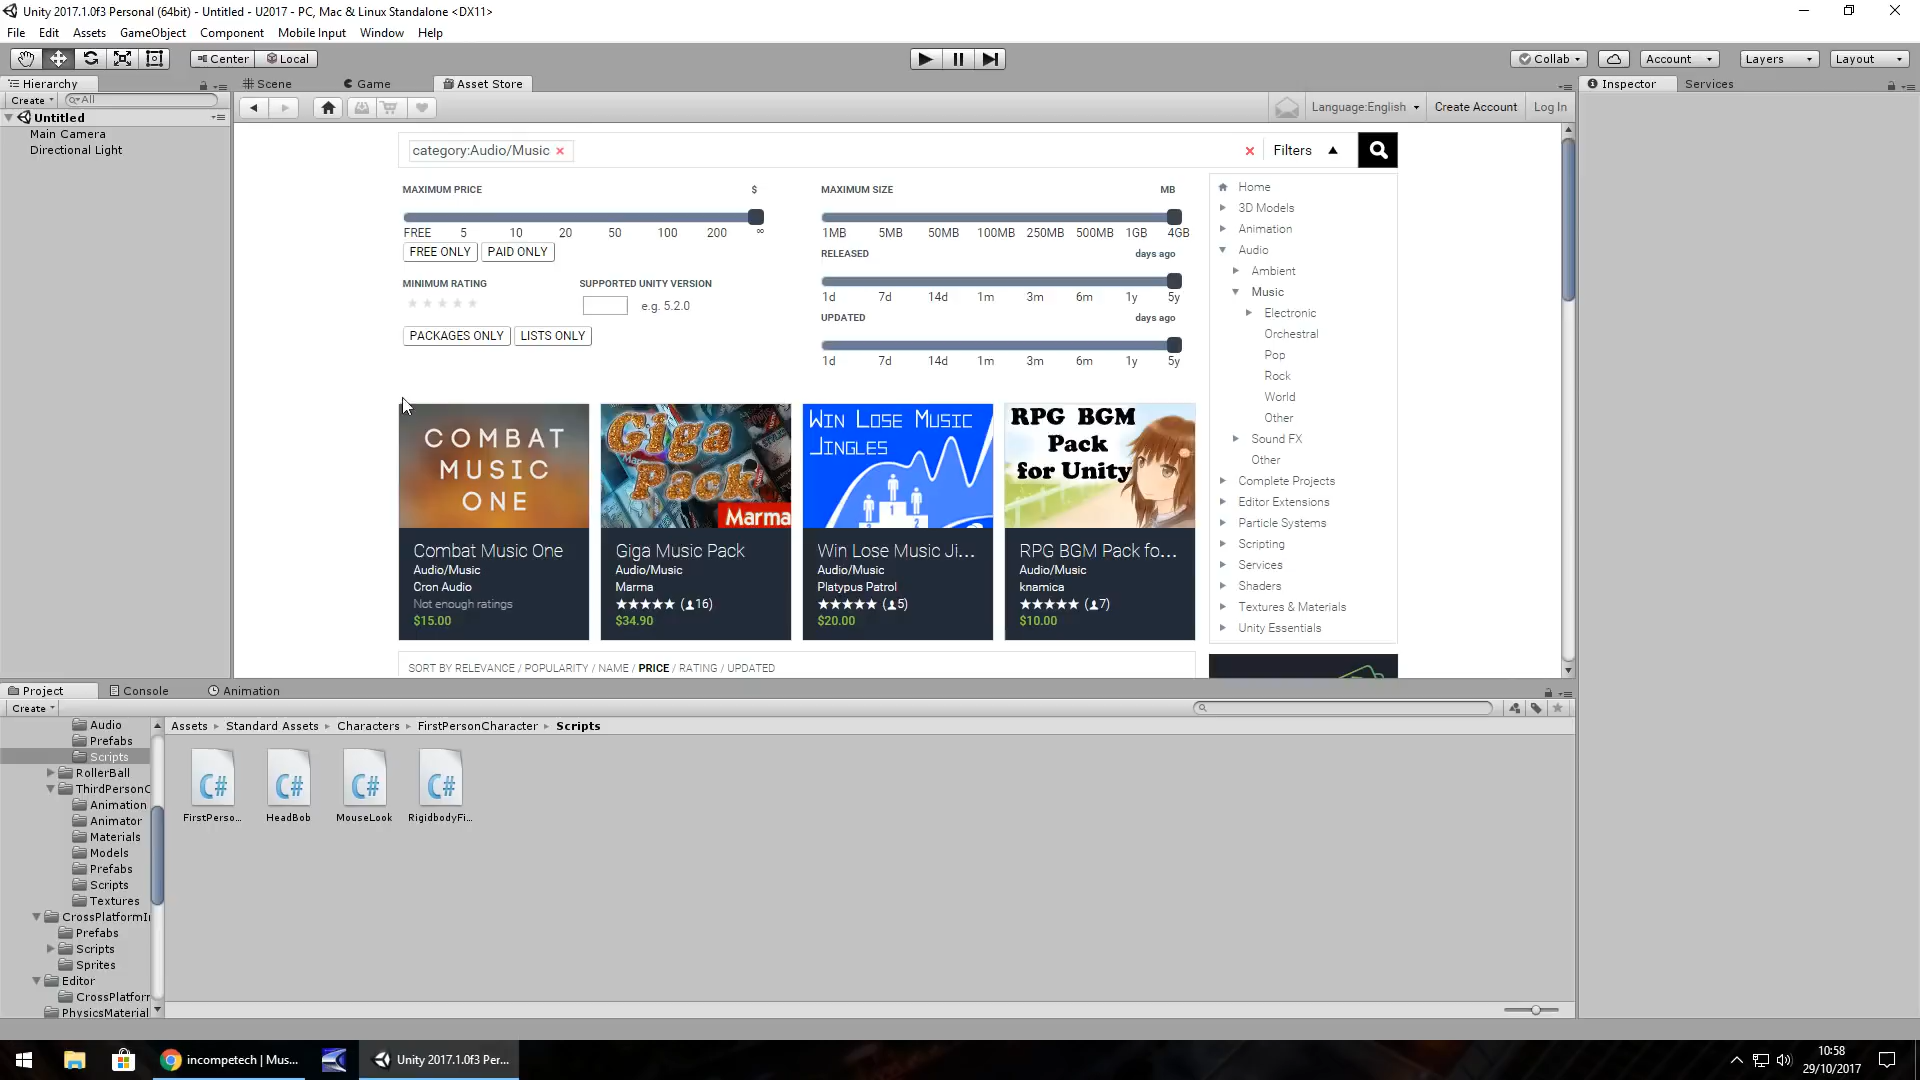 Unity 2017.1.0f3 Personal (64bit) - Untitled - U2017 - PC, Mac & Linux Standalone <DX11>
File Edit Assets GameObject Component Mobile Input Window Help
Center Local Collab Account Layers Layout
Hierarchy Scene Game Asset Store Inspector Services
Create All
Language:English Create Account Log In
Untitled
Main Camera
Directional Light
category:Audio/Music
Filters
MAXIMUM PRICE $
FREE 5 10 20 50 100 200 ∞
FREE ONLY PAID ONLY
MINIMUM RATING SUPPORTED UNITY VERSION
e.g. 5.2.0
PACKAGES ONLY LISTS ONLY
MAXIMUM SIZE MB
1MB 5MB 50MB 100MB 250MB 500MB 1GB 4GB
RELEASED days ago
1d 7d 14d 1m 3m 6m 1y 5y
UPDATED days ago
1d 7d 14d 1m 3m 6m 1y 5y
Home
3D Models
Animation
Audio
Ambient
Music
Electronic
Orchestral
Pop
Rock
World
Other
Sound FX
Other
Complete Projects
Editor Extensions
Particle Systems
Scripting
Services
Shaders
Textures & Materials
Unity Essentials
COMBAT
MUSIC
ONE
Combat Music One
Audio/Music
Cron Audio
Not enough ratings
$15.00
Giga
Pack
Marma
Giga Music Pack
Audio/Music
Marma
★★★★★ (16)
$34.90
WIN LOSE MUSIC
JINGLES
1
Win Lose Music Ji...
Audio/Music
Platypus Patrol
★★★★★ (5)
$20.00
RPG BGM
Pack
for Unity
RPG BGM Pack fo...
Audio/Music
knamica
★★★★★ (7)
$10.00
SORT BY RELEVANCE / POPULARITY / NAME / PRICE / RATING / UPDATED
Project Console Animation
Create
Audio
Prefabs
Scripts
RollerBall
ThirdPersonC
Animation
Animator
Materials
Models
Prefabs
Scripts
Textures
CrossPlatformIn
Prefabs
Scripts
Sprites
Editor
CrossPlatforn
PhysicsMaterial
Assets Standard Assets Characters FirstPersonCharacter Scripts
C# C# C# C#
FirstPerso... HeadBob MouseLook RigidbodyFi...
incompetech | Mus...
Unity 2017.1.0f3 Per...
10:58
29/10/2017